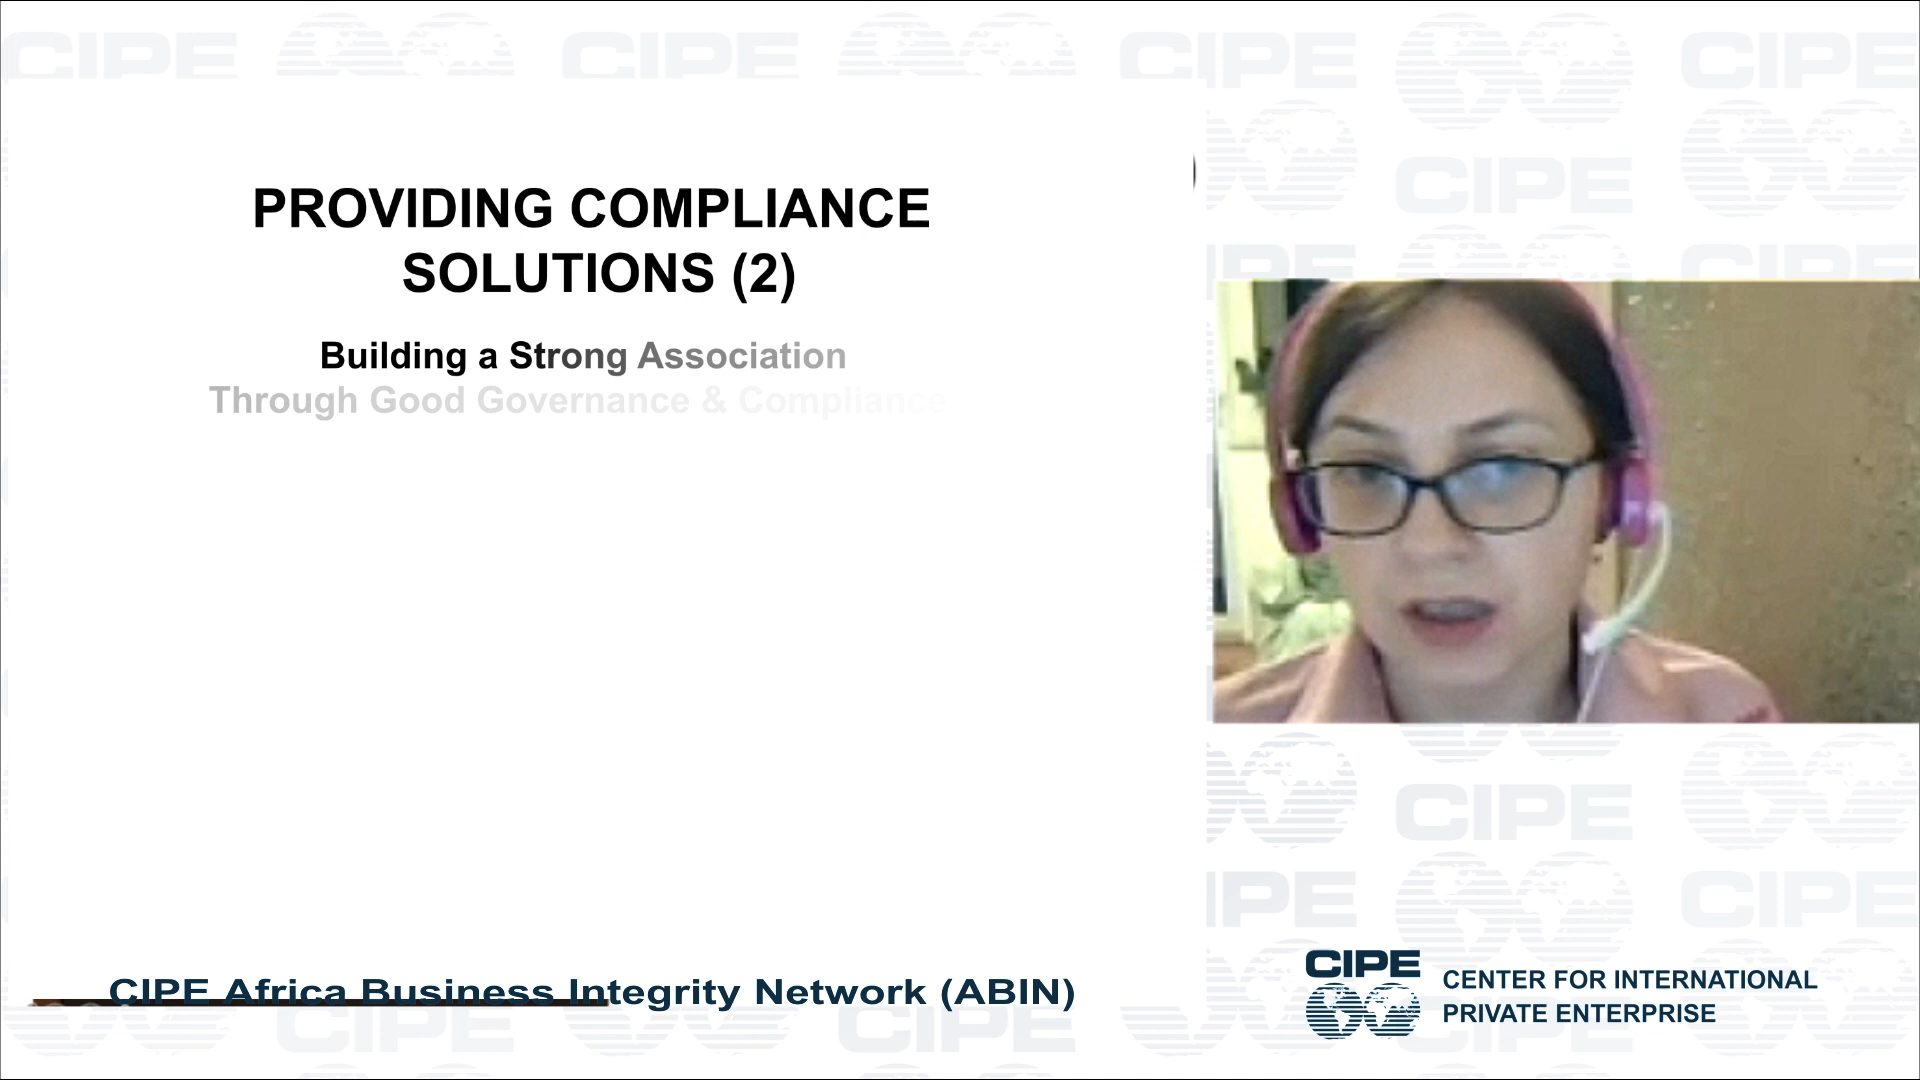 PROVIDING COMPLIANCE
SOLUTIONS (2)
Building a Strong Association
Through Good Governance & Compliance
CIPE Africa Business Integrity Network (ABIN)
CIPE
CENTER FOR INTERNATIONAL
PRIVATE ENTERPRISE